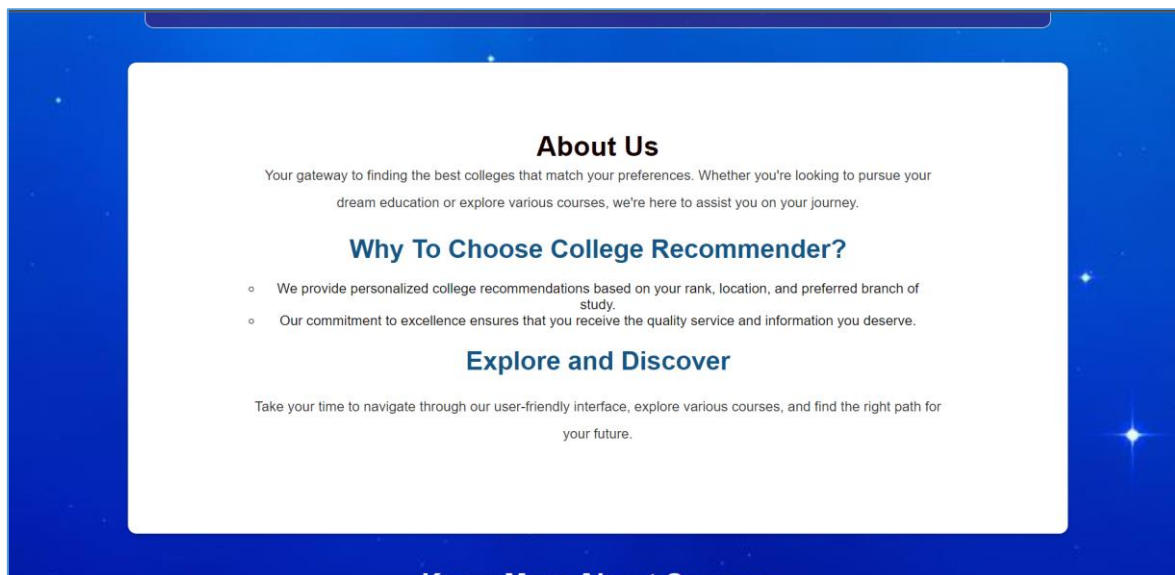 About Us
Your gateway to finding the best colleges that match your preferences. Whether you're looking to pursue your
dream education or explore various courses, we're here to assist you on your journey.
Why To Choose College Recommender?
We provide personalized college recommendations based on your rank, location, and preferred branch of
study.
Our commitment to excellence ensures that you receive the quality service and information you deserve.
Explore and Discover
Take your time to navigate through our user-friendly interface, explore various courses, and find the right path for
your future.